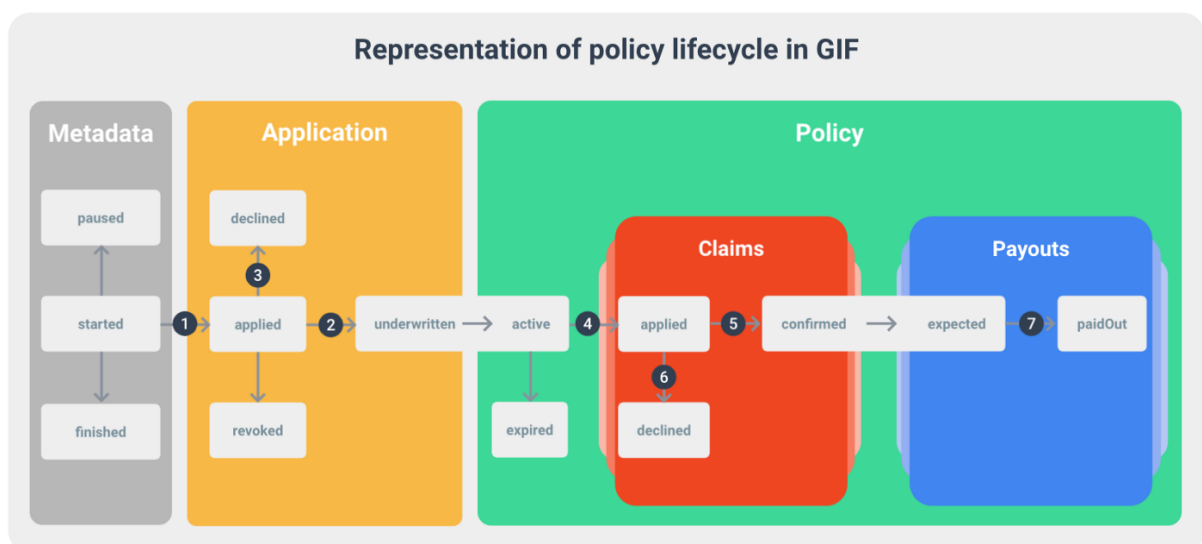 Representation of policy lifecycle in GIF
Metadata
Application
Policy
paused
declined
Claims
Payouts
3
started
1
applied
2
underwritten
active
4
applied
5
confirmed
expected
7
paidOut
6
finished
revoked
expired
declined